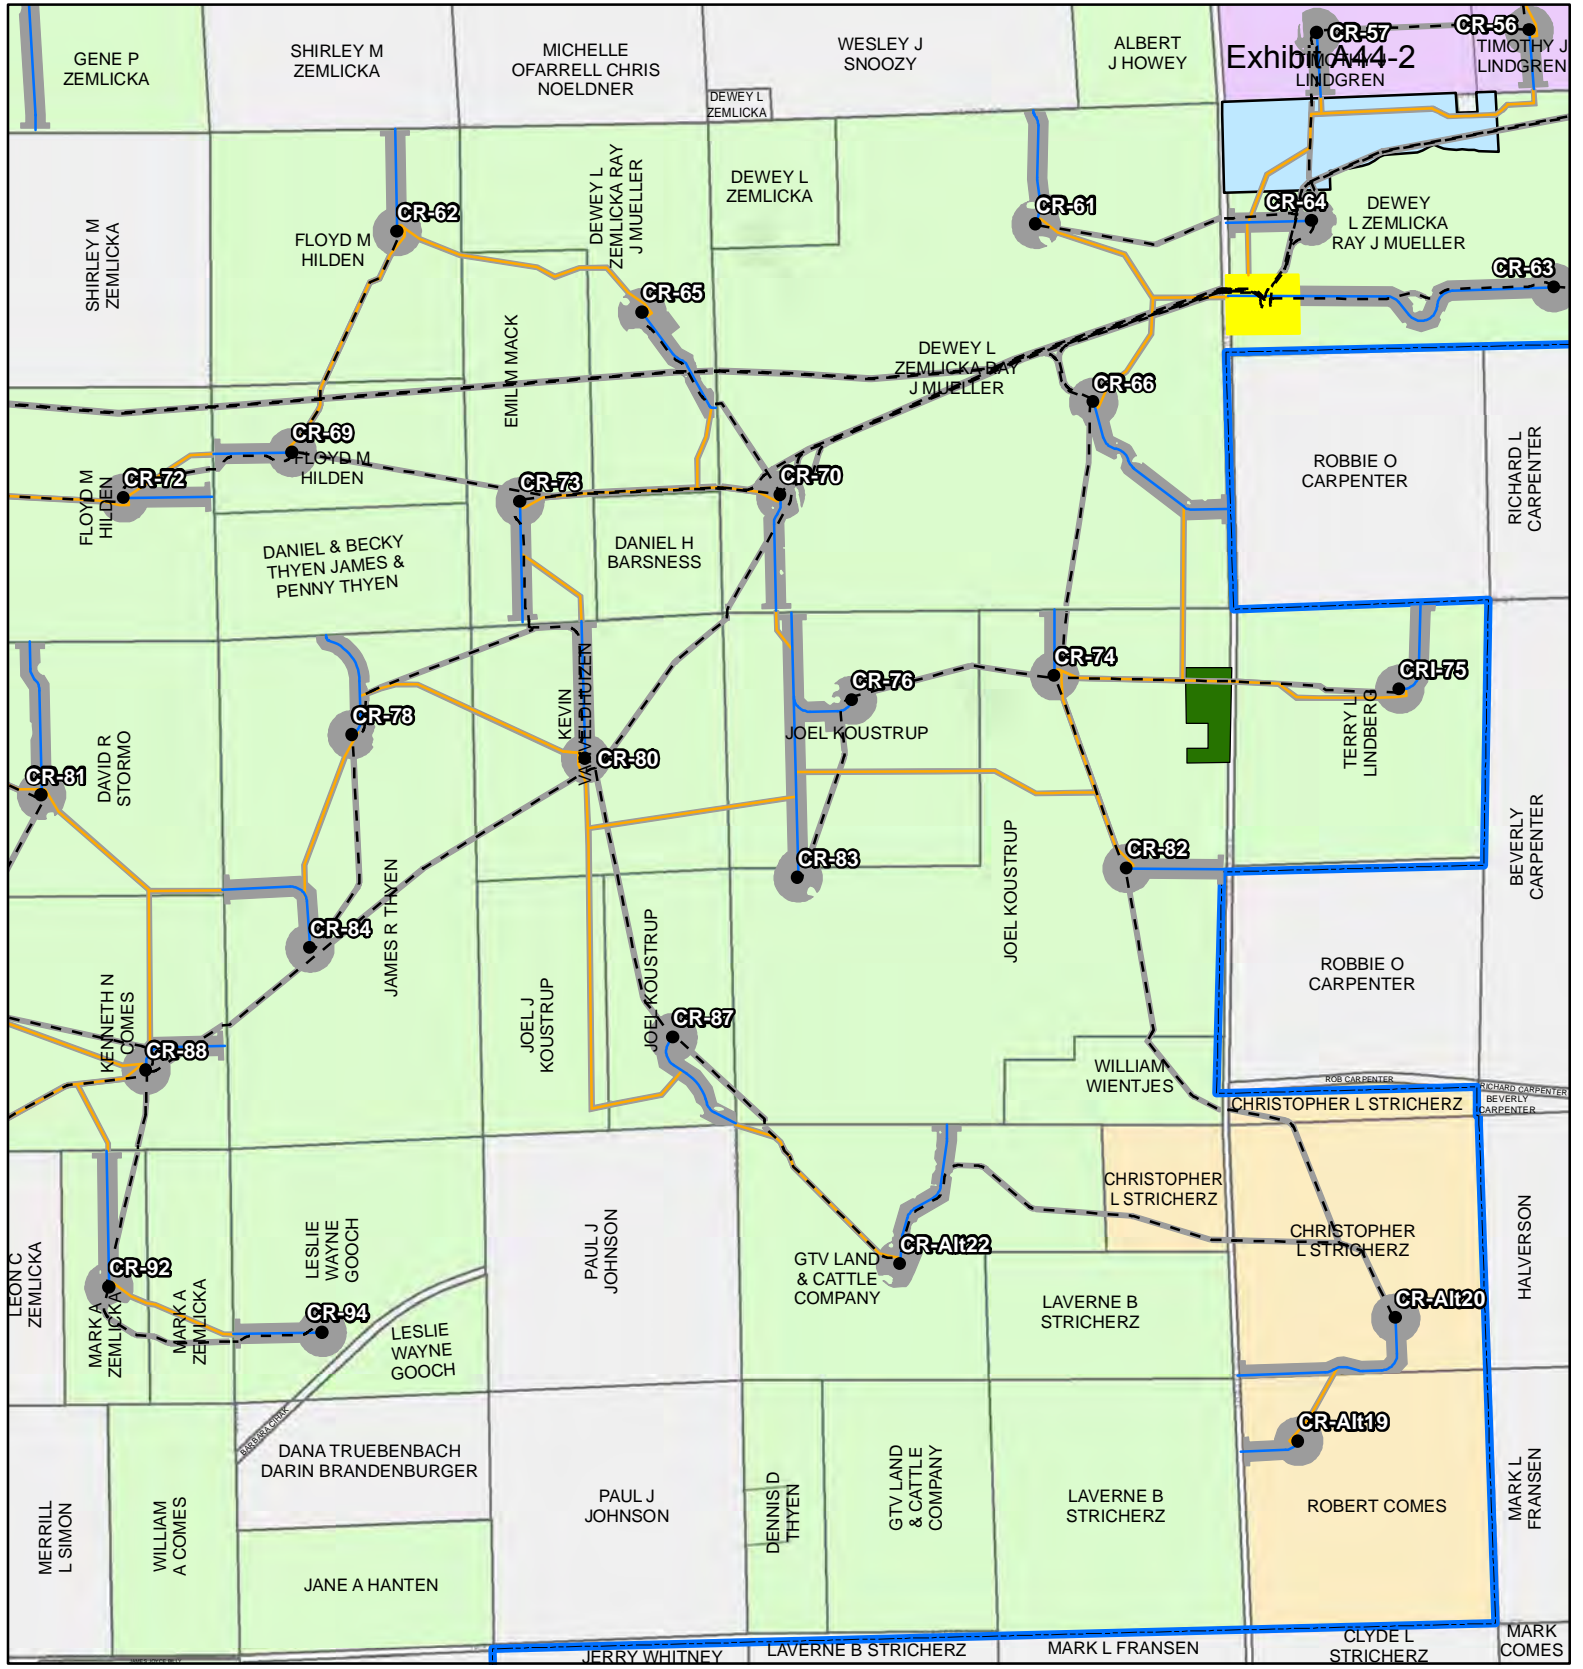 GENE P
ZEMLICKA
SHIRLEY M
ZEMLICKA
MICHELLE
OFARRELL CHRIS
NOELDNER
WESLEY J
SNOOZY
ALBERT
J HOWEY
Exhibit A44-2
CR-57
TIMOTHY J
LINDGREN
CR-56
TIMOTHY J
LINDGREN
DEWEY L
ZEMLICKA
SHIRLEY M
ZEMLICKA
CR-62
FLOYD M
HILDEN
DEWEY L
ZEMLICKA RAY
J MUELLER
DEWEY L
ZEMLICKA
CR-61
CR-64
DEWEY
L ZEMLICKA
RAY J MUELLER
CR-63
CR-65
EMIL M MACK
DEWEY L
ZEMLICKA RAY
J MUELLER
CR-66
CR-69
FLOYD M
HILDEN
CR-72
FLOYD M
HILDEN
CR-73
CR-70
ROBBIE O
CARPENTER
RICHARD L
CARPENTER
DANIEL & BECKY
THYEN JAMES &
PENNY THYEN
DANIEL H
BARSNESS
CR-74
CRI-75
CR-76
JOEL KOUSTRUP
KEVIN
VANVELDHUIZEN
TERRY L
LINDBERG
CR-78
CR-80
CR-81
DAVID R
STORMO
CR-83
CR-82
JOEL KOUSTRUP
BEVERLY
CARPENTER
JAMES R THYEN
CR-84
JOEL J
KOUSTRUP
JOEL KOUSTRUP
ROBBIE O
CARPENTER
KENNETH N
COMES
CR-88
CR-87
WILLIAM
WIENTJES
ROB CARPENTER
RICHARD CARPENTER
BEVERLY
CARPENTER
CHRISTOPHER L STRICHERZ
CHRISTOPHER
L STRICHERZ
CHRISTOPHER
L STRICHERZ
HALVERSON
LEON C
ZEMLICKA
CR-92
MARK A
ZEMLICKA
MARK A
ZEMLICKA
LESLIE
WAYNE
GOOCH
PAUL J
JOHNSON
CR-Alt22
GTV LAND
& CATTLE
COMPANY
CR-94
LESLIE
WAYNE
GOOCH
LAVERNE B
STRICHERZ
CR-Alt20
CR-Alt19
BARBARA CIHAK
DANA TRUEBENBACH
DARIN BRANDENBURGER
MERRILL
L SIMON
WILLIAM
A COMES
PAUL J
JOHNSON
DENNIS D
THYEN
GTV LAND
& CATTLE
COMPANY
LAVERNE B
STRICHERZ
ROBERT COMES
MARK L
FRANSEN
JANE A HANTEN
JERRY WHITNEY
LAVERNE B STRICHERZ
MARK L FRANSEN
CLYDE L
STRICHERZ
MARK
COMES